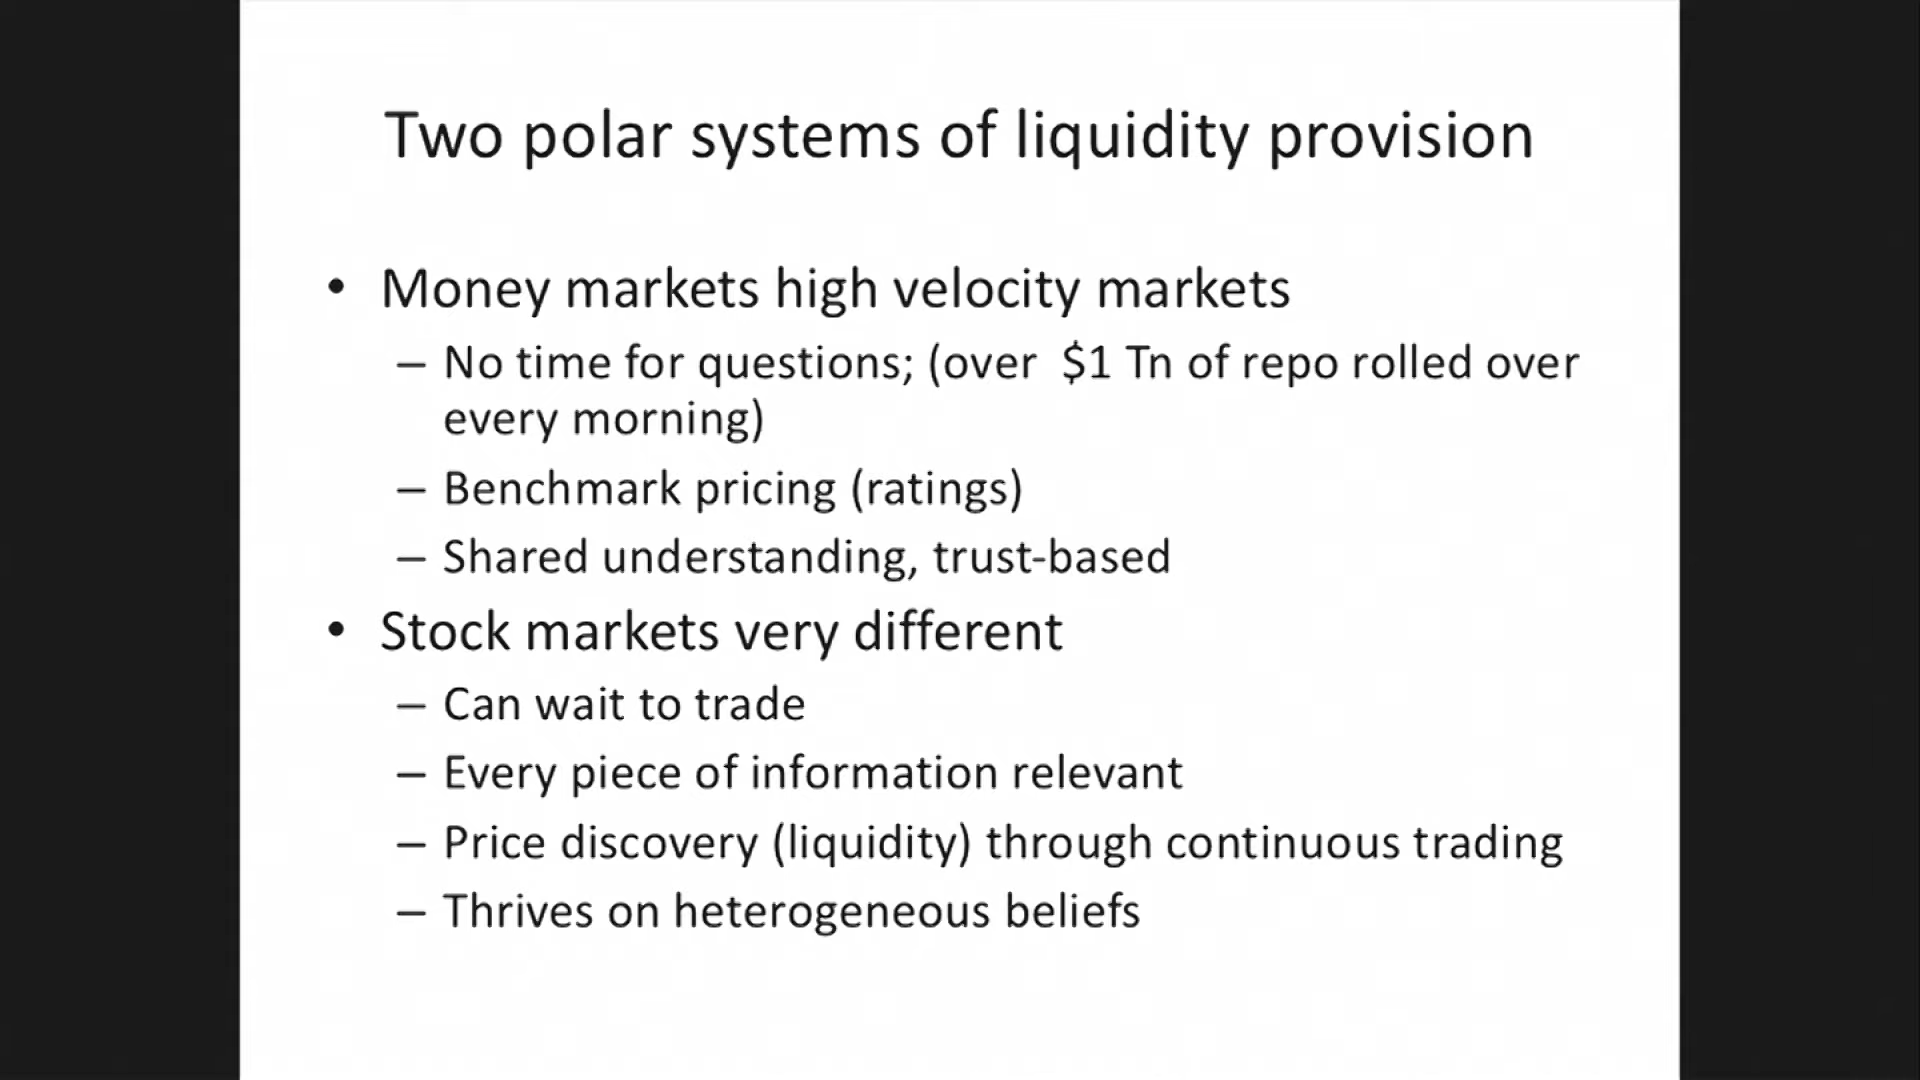 Two polar systems of liquidity provision
• Money markets high velocity markets
– No time for questions; (over  $1 Tn of repo rolled over
every morning)
– Benchmark pricing (ratings)
– Shared understanding, trust-based
• Stock markets very different
– Can wait to trade
– Every piece of information relevant
– Price discovery (liquidity) through continuous trading
– Thrives on heterogeneous beliefs